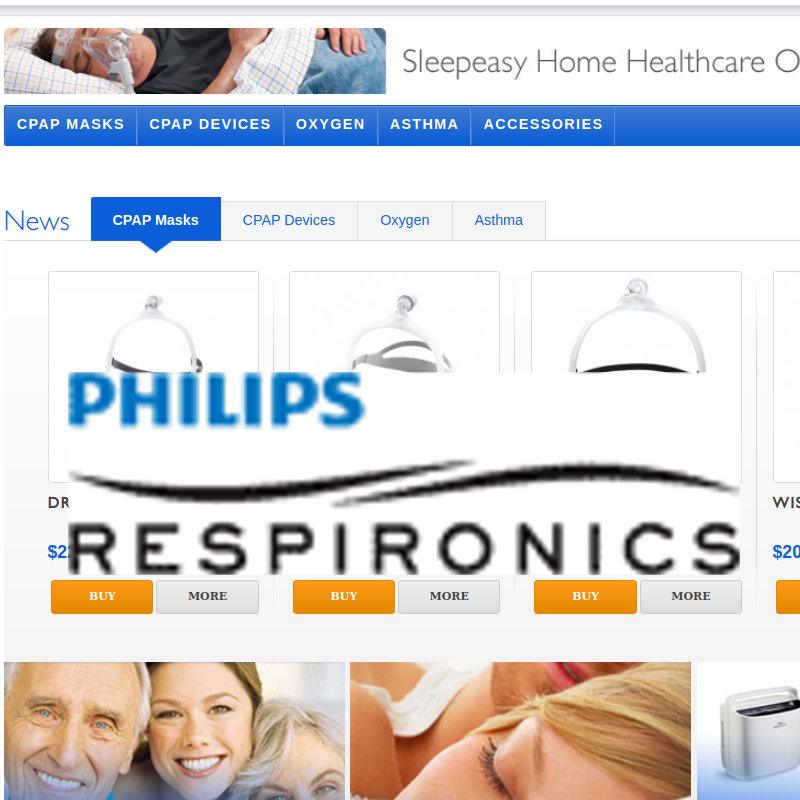 Sleepeasy Home Healthcare O
CPAP MASKS CPAP DEVICES OXYGEN ASTHMA ACCESSORIES
News CPAP Masks CPAP Devices Oxygen Asthma
PHILIPS
RESPIRONICS
DR
WIS
$2
$20
BUY MORE BUY MORE BUY MORE